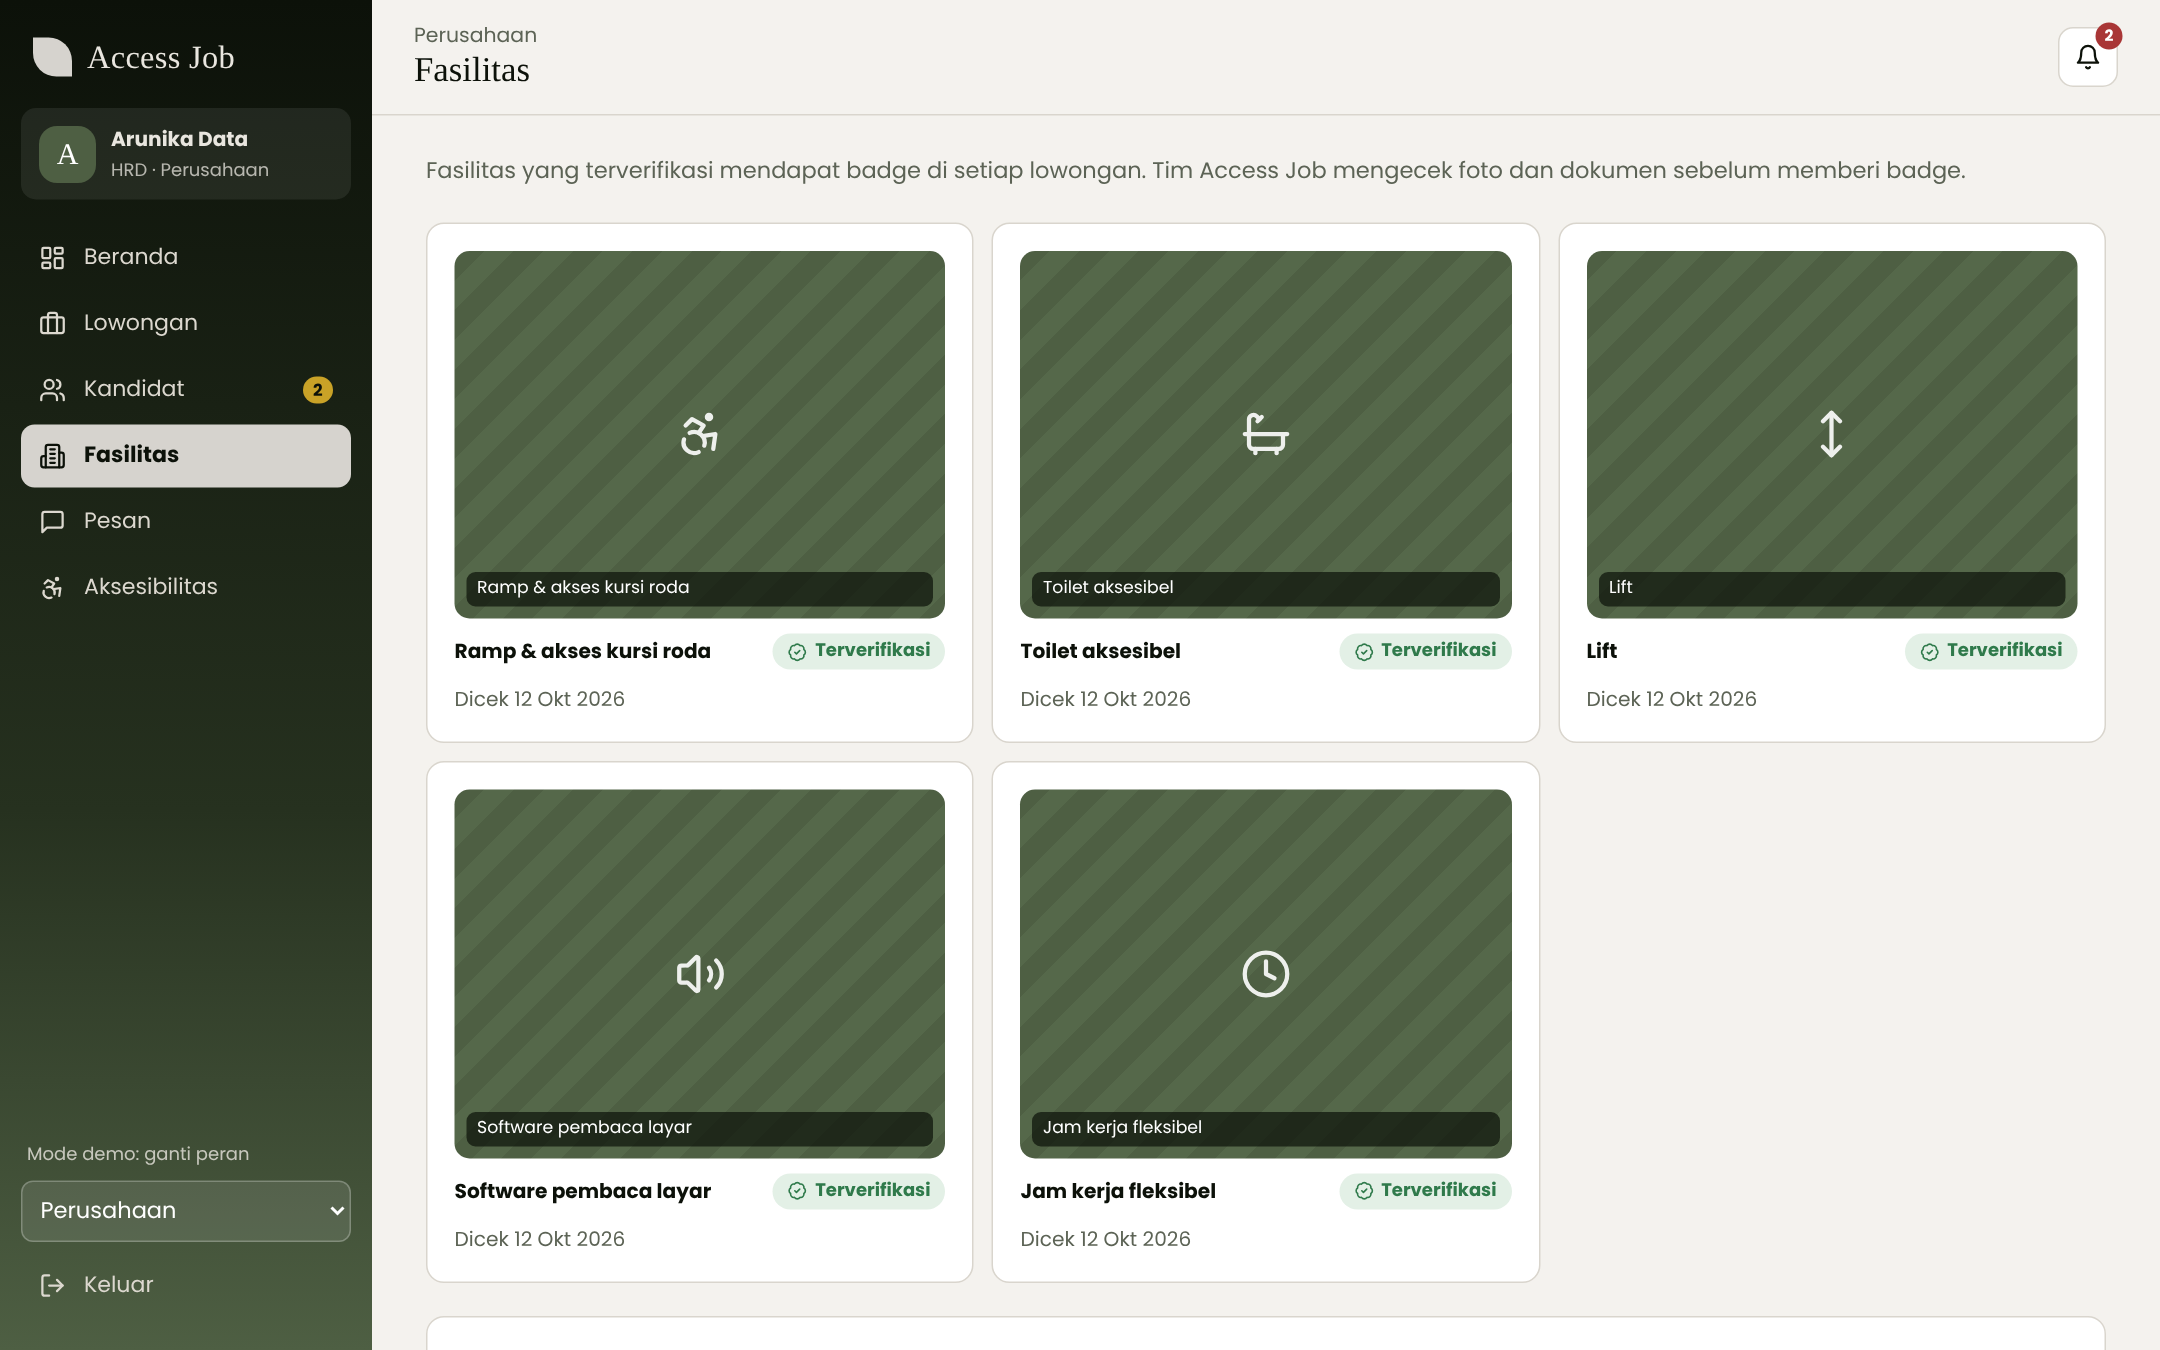 Access Job
A
Arunika Data
HRD · Perusahaan
Beranda
Lowongan
Kandidat
2
Fasilitas
Pesan
Aksesibilitas
Mode demo: ganti peran
Perusahaan
Keluar
Perusahaan
Fasilitas
2
Fasilitas yang terverifikasi mendapat badge di setiap lowongan. Tim Access Job mengecek foto dan dokumen sebelum memberi badge.
Ramp & akses kursi roda
Ramp & akses kursi roda
Terverifikasi
Dicek 12 Okt 2026
Toilet aksesibel
Toilet aksesibel
Terverifikasi
Dicek 12 Okt 2026
Lift
Lift
Terverifikasi
Dicek 12 Okt 2026
Software pembaca layar
Software pembaca layar
Terverifikasi
Dicek 12 Okt 2026
Jam kerja fleksibel
Jam kerja fleksibel
Terverifikasi
Dicek 12 Okt 2026